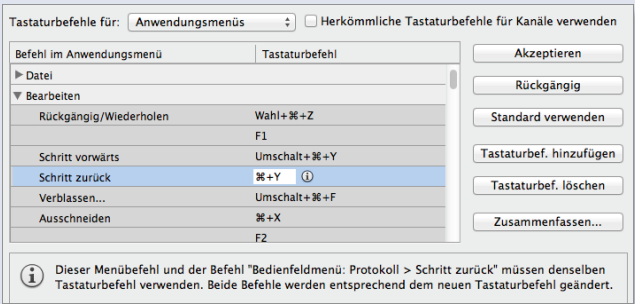 Tastaturbefehle für: Anwendungsmenüs Herkömmliche Tastaturbefehle für Kanäle verwenden
Befehl im Anwendungsmenü Tastaturbefehl Akzeptieren
Datei
Bearbeiten Rückgängig
Rückgängig/Wiederholen Wahl+⌘+Z Standard verwenden
F1
Schritt vorwärts Umschalt+⌘+Y Tastaturbef. hinzufügen
Schritt zurück ⌘+Y Tastaturbef. löschen
Verblassen... Umschalt+⌘+F
Ausschneiden ⌘+X Zusammenfassen...
F2
Dieser Menübefehl und der Befehl "Bedienfeldmenü: Protokoll > Schritt zurück" müssen denselben
Tastaturbefehl verwenden. Beide Befehle werden entsprechend dem neuen Tastaturbefehl geändert.